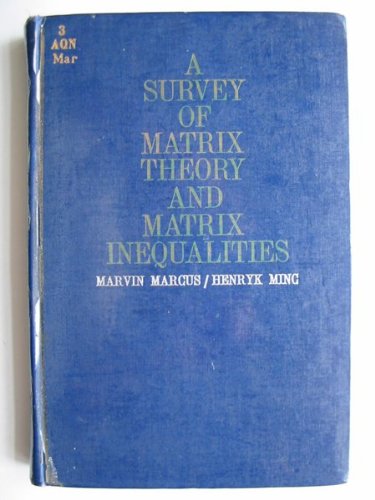 3
AQN
Mar
A
SURVEY
OF
MATRIX
THEORY
AND
MATRIX
INEQUALITIES
MARVIN MARCUS/HENRYK MINC